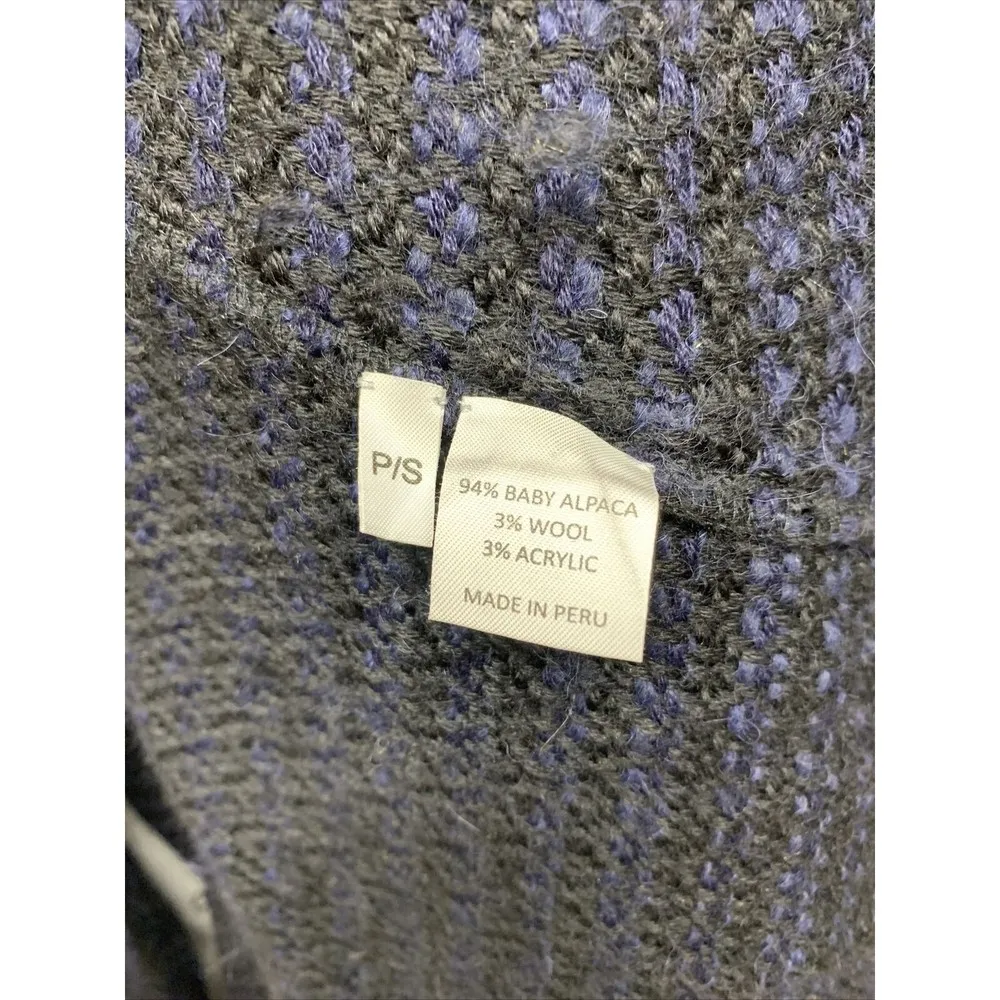 P/S
94% BABY ALPACA
3% WOOL
3% ACRYLIC
MADE IN PERU